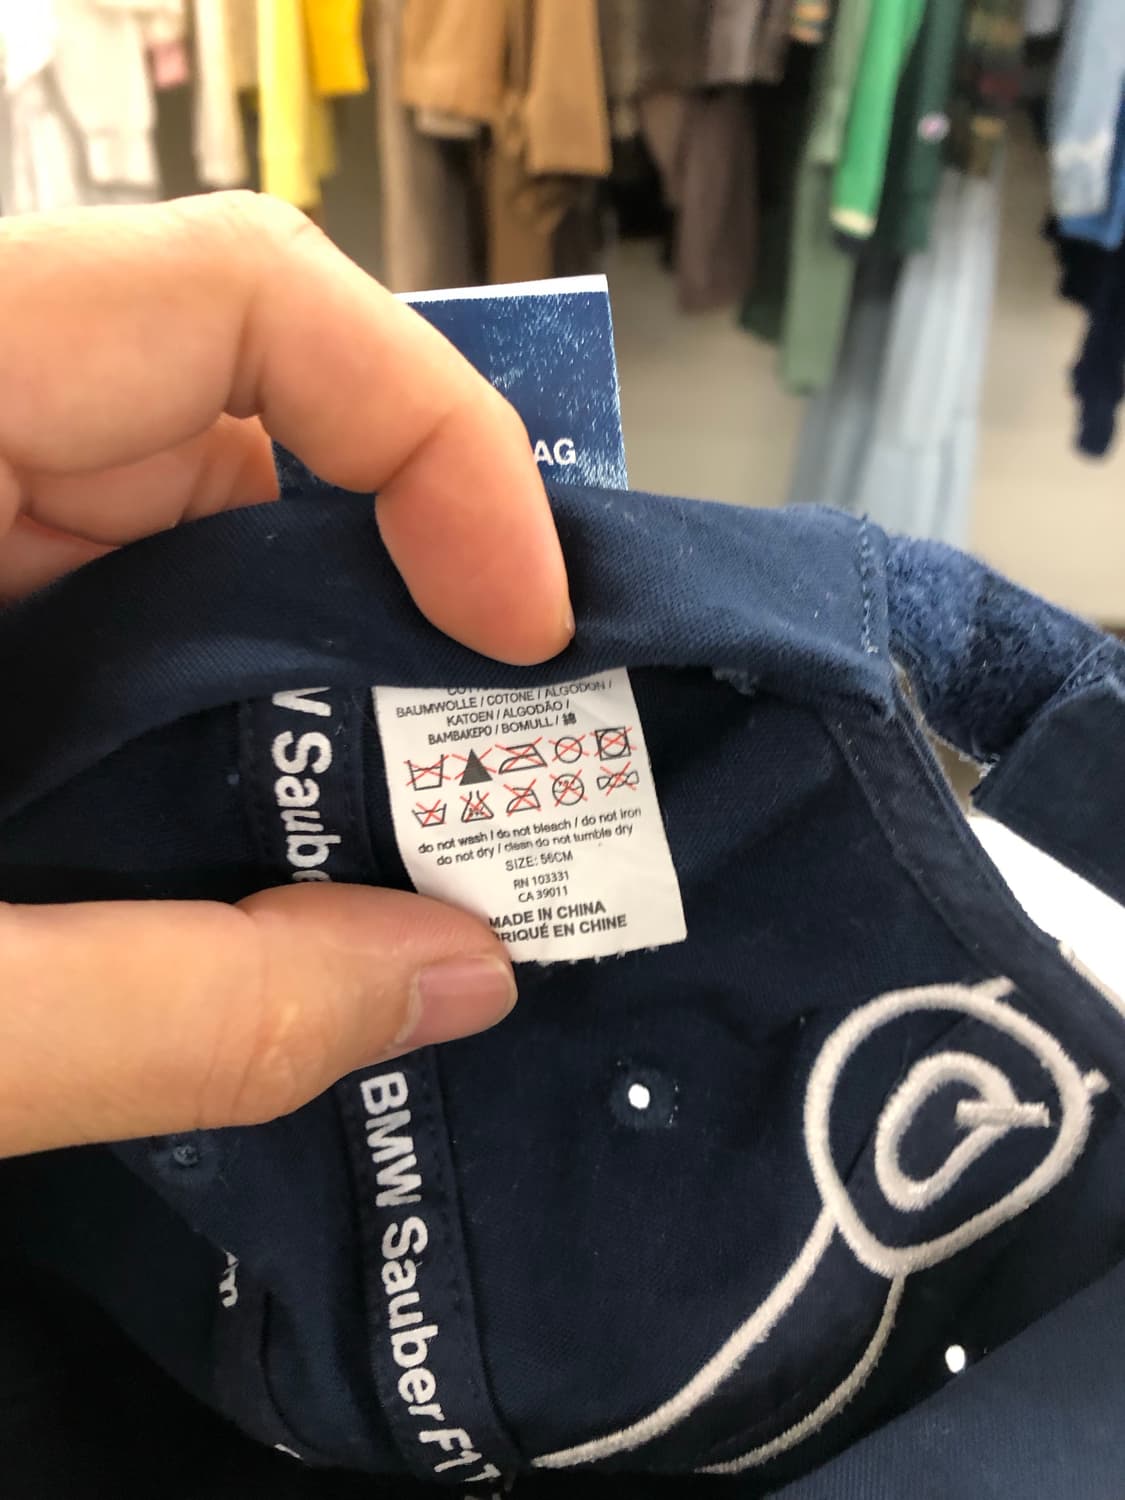 AG
BAUMWOLLE / COTONE / ALGODON /
KATOEN / ALGODÃO /
BAMBAKEPO / BOMULL / 綿
do not wash / do not bleach / do not iron
do not dry / clean do not tumble dry
SIZE: 56CM
RN 103331
CA 39011
MADE IN CHINA
RIQUÉ EN CHINE
Saube
BMW Sauber F1